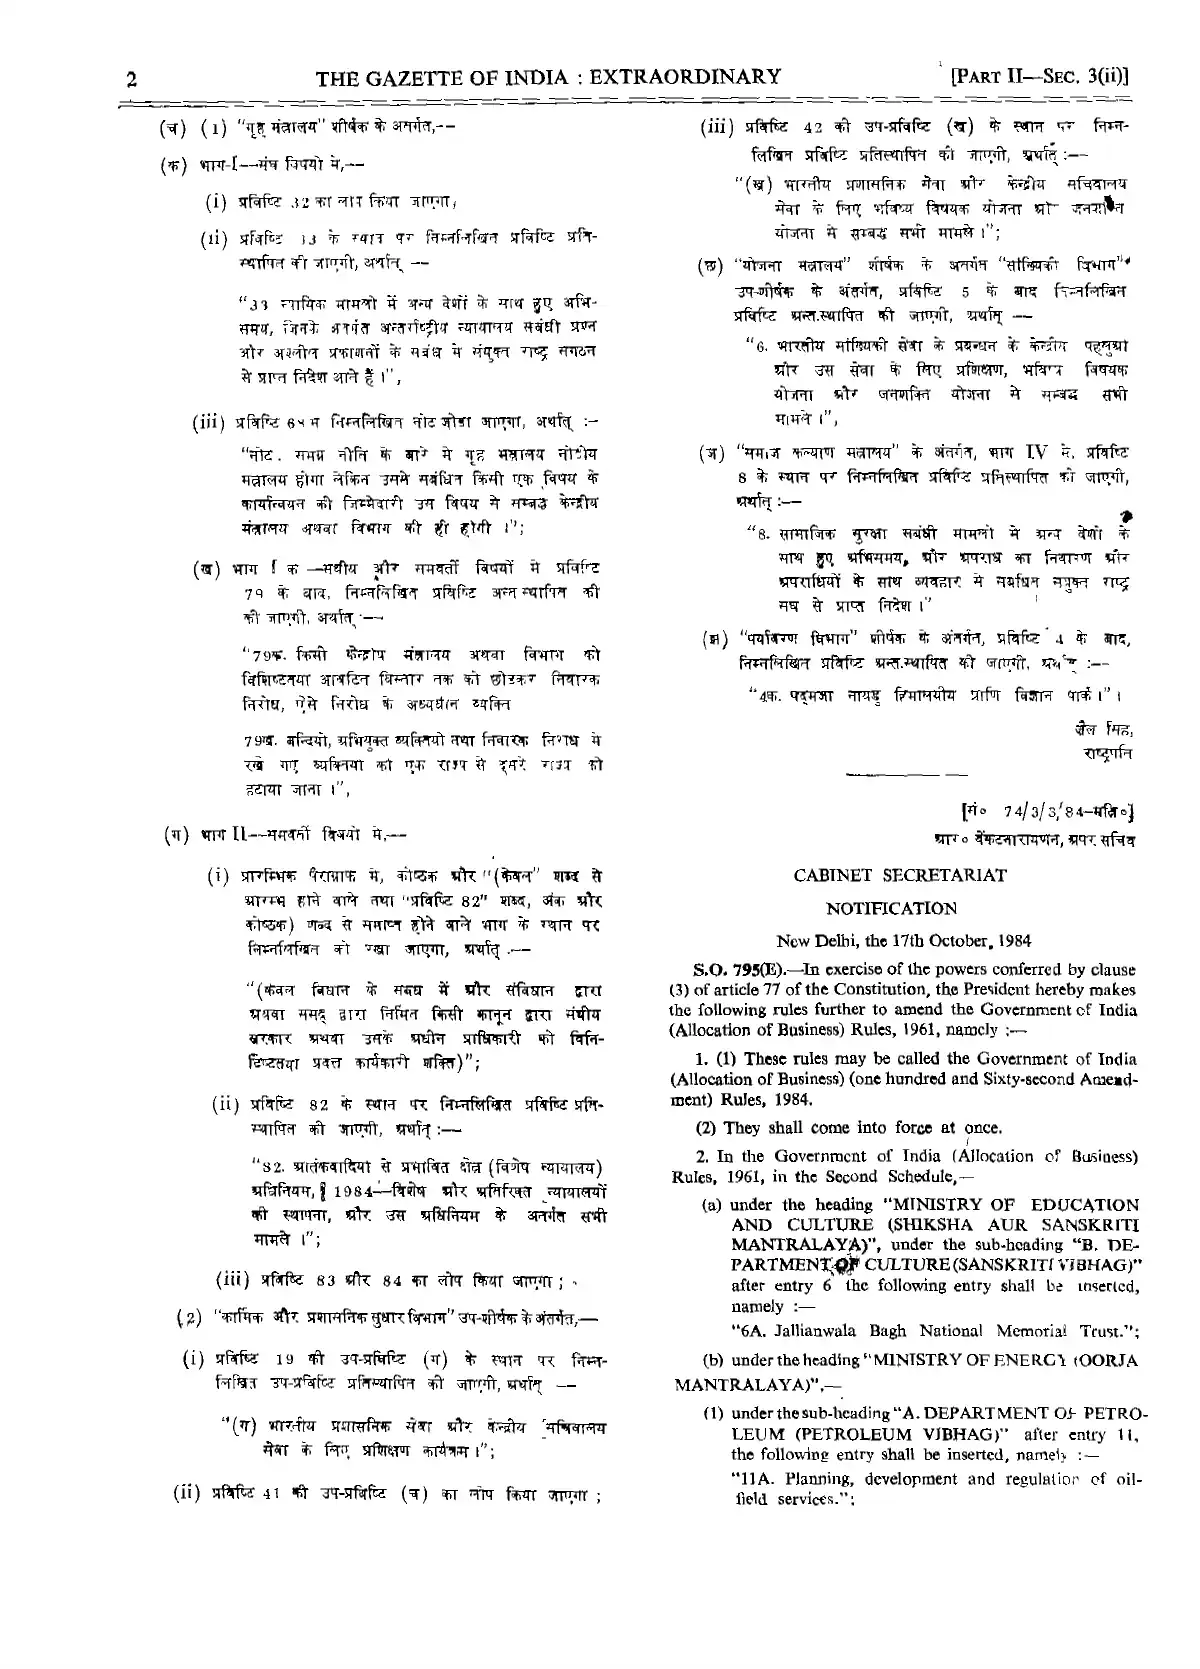 2 THE GAZETTE OF INDIA : EXTRAORDINARY [PART II—SEC. 3(ii)]
(च) (1) "गृह मंत्रालय" शीर्षक के अन्तर्गत,--
(क) भाग-I--संघ विषयो मे,--
(i) प्रविष्टि 32 का लोप किया जाएगा,
(ii) प्रविष्टि 33 के स्थान पर निम्नलिखित प्रविष्टि प्रति-
स्थापित की जाएगी, अर्थात् —
"33 न्यायिक मामलो में अन्य देशों के साथ हुए अभि-
समय, जिनके अतर्गत अन्तर्राष्ट्रीय न्यायालय संबंधी प्रश्न
और अश्लील प्रकाशनों के संबंध मे संयुक्त राष्ट्र सगठन
से प्राप्त निर्देश आते हैं ।",
(iii) प्रविष्टि 68 म निम्नलिखित नोट जोडा जाएगा, अर्थात् :-
"नोट . समग्र नीति के बारे मे गृह मंत्रालय नोडीय
मंत्रालय होगा लेकिन उससे संबंधित किसी एक विषय के
कार्यान्वयन की जिम्मेदारी उस विषय से सम्बद्ध केन्द्रीय
मंत्रालय अथवा विभाग की ही होगी ।";
(ख) भाग I क —संघीय और समवर्ती विषयों मे प्रविष्टि
79 के बाद, निम्नलिखित प्रविष्टि अन्त स्थापित की
की जाएगी, अर्थात् .—
"79क. किसी केन्द्रीय मंत्रालय अथवा विभाग को
विशिष्टतया आबंटित विस्तार तक को छोडकर निवारक
निरोध, ऐसे निरोध के अध्यधीन व्यक्ति
79ख. बन्दियो, अभियुक्त व्यक्तियो तथा निवारक निरोध मे
रखे गए व्यक्तियो को एक राज्य से दूसरे राज्य को
हटाया जाना ।",
(ग) भाग II--समवर्ती विषयो मे,--
(i) प्रारम्भिक पैराग्राफ मे, कोष्ठक और "(केवल" शब्द से
आरम्भ होने वाले तथा "प्रविष्टि 82" शब्द, अंक और
कोष्ठक) शब्द से समाप्त होने वाले भाग के स्थान पर
निम्नलिखित को रखा जाएगा, अर्थात् .—
"(केवल विधान के सबध में और संविधान द्वारा
अथवा ससद् द्वारा निर्मित किसी कानून द्वारा संघीय
सरकार अथवा उसके अधीन प्राधिकारी को विनि-
र्दिष्टतया प्रदत्त कार्यकारी शक्ति)";
(ii) प्रविष्टि 82 के स्थान पर निम्नलिखित प्रविष्टि प्रति-
स्थापित की जाएगी, अर्थात् :—
"82. आतंकवादियो से प्रभावित क्षेत्र (विशेष न्यायालय)
अधिनियम, 1984—विशेष और अतिरिक्त न्यायालयों
की स्थापना, और उस अधिनियम के अन्तर्गत सभी
मामले ।";
(iii) प्रविष्टि 83 और 84 का लोप किया जाएगा ;
(2) "कार्मिक और प्रशासनिक सुधार विभाग" उप-शीर्षक के अंतर्गत,—
(i) प्रविष्टि 19 की उप-प्रविष्टि (ग) के स्थान पर निम्न-
लिखित उप-प्रविष्टि प्रतिस्थापित की जाएगी, अर्थात् —
"(ग) भारतीय प्रशासनिक सेवा और केन्द्रीय सचिवालय
सेवा के लिए प्रशिक्षण कार्यक्रम ।";
(ii) प्रविष्टि 41 की उप-प्रविष्टि (च) का लोप किया जाएगा ;
(iii) प्रविष्टि 42 की उप-प्रविष्टि (ख) के स्थान पर निम्न-
लिखित प्रविष्टि प्रतिस्थापित की जाएगी, अर्थात् :—
"(ख) भारतीय प्रशासनिक सेवा और केन्द्रीय सचिवालय
सेवा के लिए भविष्य विषयक योजना और जनशक्ति
योजना से सम्बद्ध सभी मामले ।";
(छ) "योजना मंत्रालय" शीर्षक के अन्तर्गत "सांख्यिकी विभाग"
उप-शीर्षक के अंतर्गत, प्रविष्टि 5 के बाद निम्नलिखित
प्रविष्टि अन्त.स्थापित की जाएगी, अर्थात् —
"6. भारतीय सांख्यिकी सेवा के प्रबन्धन के केन्द्रीय पहलुओ
और उस सेवा के लिए प्रशिक्षण, भविष्य विषयक
योजना और जनशक्ति योजना से सम्बद्ध सभी
मामले ।",
(ज) "समाज कल्याण मंत्रालय" के अंतर्गत, भाग IV मे, प्रविष्टि
8 के स्थान पर निम्नलिखित प्रविष्टि प्रतिस्थापित की जाएगी,
अर्थात् :—
"8. सामाजिक सुरक्षा संबंधी मामलो मे अन्य देशो के
साथ हुए अभिसमय, और अपराध का निवारण और
अपराधियों के साथ व्यवहार मे संबंधित संयुक्त राष्ट्र
संघ से प्राप्त निर्देश ।"
(झ) "पर्यावरण विभाग" शीर्षक के अंतर्गत, प्रविष्टि 4 के बाद,
निम्नलिखित प्रविष्टि अन्त.स्थापित की जाएगी, अर्थात् :—
"4क. पद्मजा नायडु हिमालयीय प्राणि विज्ञान पार्क ।" ।
जैल सिंह,
राष्ट्रपति
[सं० 74/3/3/84-मंत्रि०]
आर० वेंकटनारायणन, अपर सचिव
CABINET SECRETARIAT
NOTIFICATION
New Delhi, the 17th October, 1984
S.O. 795(E).—In exercise of the powers conferred by clause
(3) of article 77 of the Constitution, the President hereby makes
the following rules further to amend the Government of India
(Allocation of Business) Rules, 1961, namely :—
1. (1) These rules may be called the Government of India
(Allocation of Business) (one hundred and Sixty-second Amend-
ment) Rules, 1984.
(2) They shall come into force at once.
2. In the Government of India (Allocation of Business)
Rules, 1961, in the Second Schedule,—
(a) under the heading "MINISTRY OF EDUCATION
AND CULTURE (SHIKSHA AUR SANSKRITI
MANTRALAYA)", under the sub-heading "B. DE-
PARTMENT OF CULTURE (SANSKRITI VIBHAG)"
after entry 6 the following entry shall be inserted,
namely :—
"6A. Jallianwala Bagh National Memorial Trust.";
(b) under the heading "MINISTRY OF ENERGY (OORJA
MANTRALAYA)",—
(1) under the sub-heading "A. DEPARTMENT OF PETRO-
LEUM (PETROLEUM VIBHAG)" after entry 11,
the following entry shall be inserted, namely :—
"11A. Planning, development and regulation of oil-
field services.";